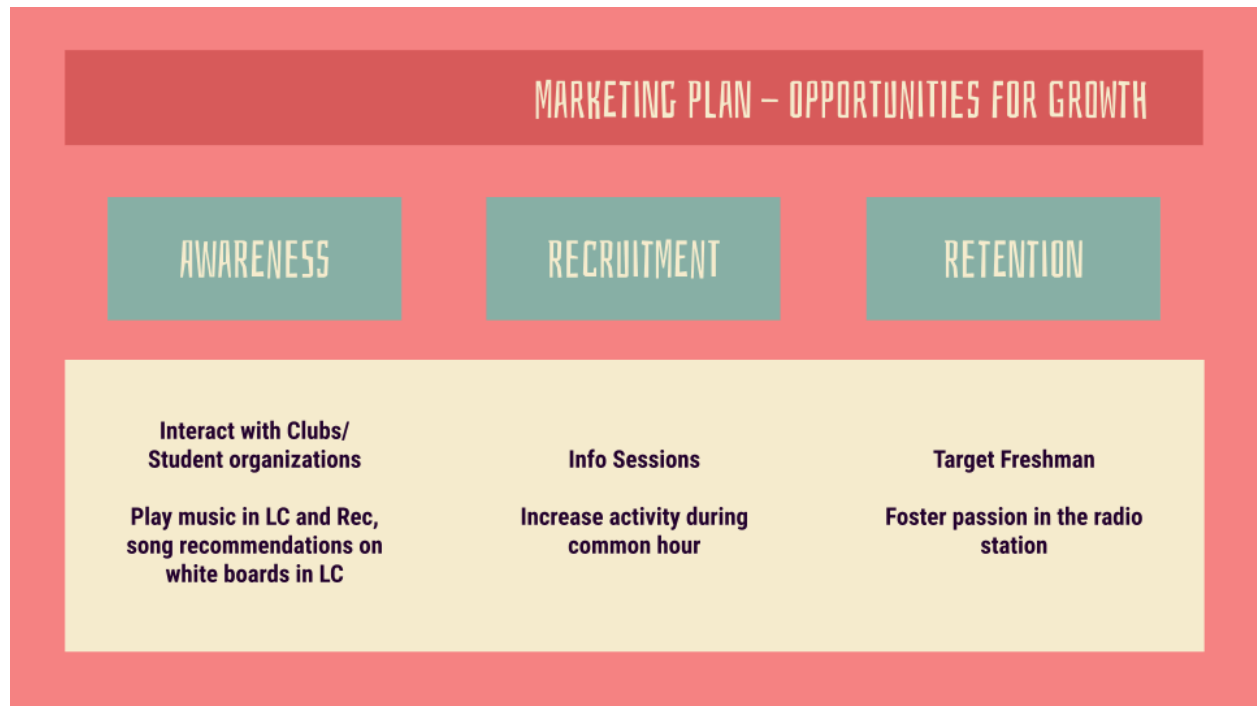 MARKETING PLAN – OPPORTUNITIES FOR GROWTH
AWARENESS
Interact with Clubs/
Student organizations
Play music in LC and Rec,
song recommendations on
white boards in LC
RECRUITMENT
Info Sessions
Increase activity during
common hour
RETENTION
Target Freshman
Foster passion in the radio
station